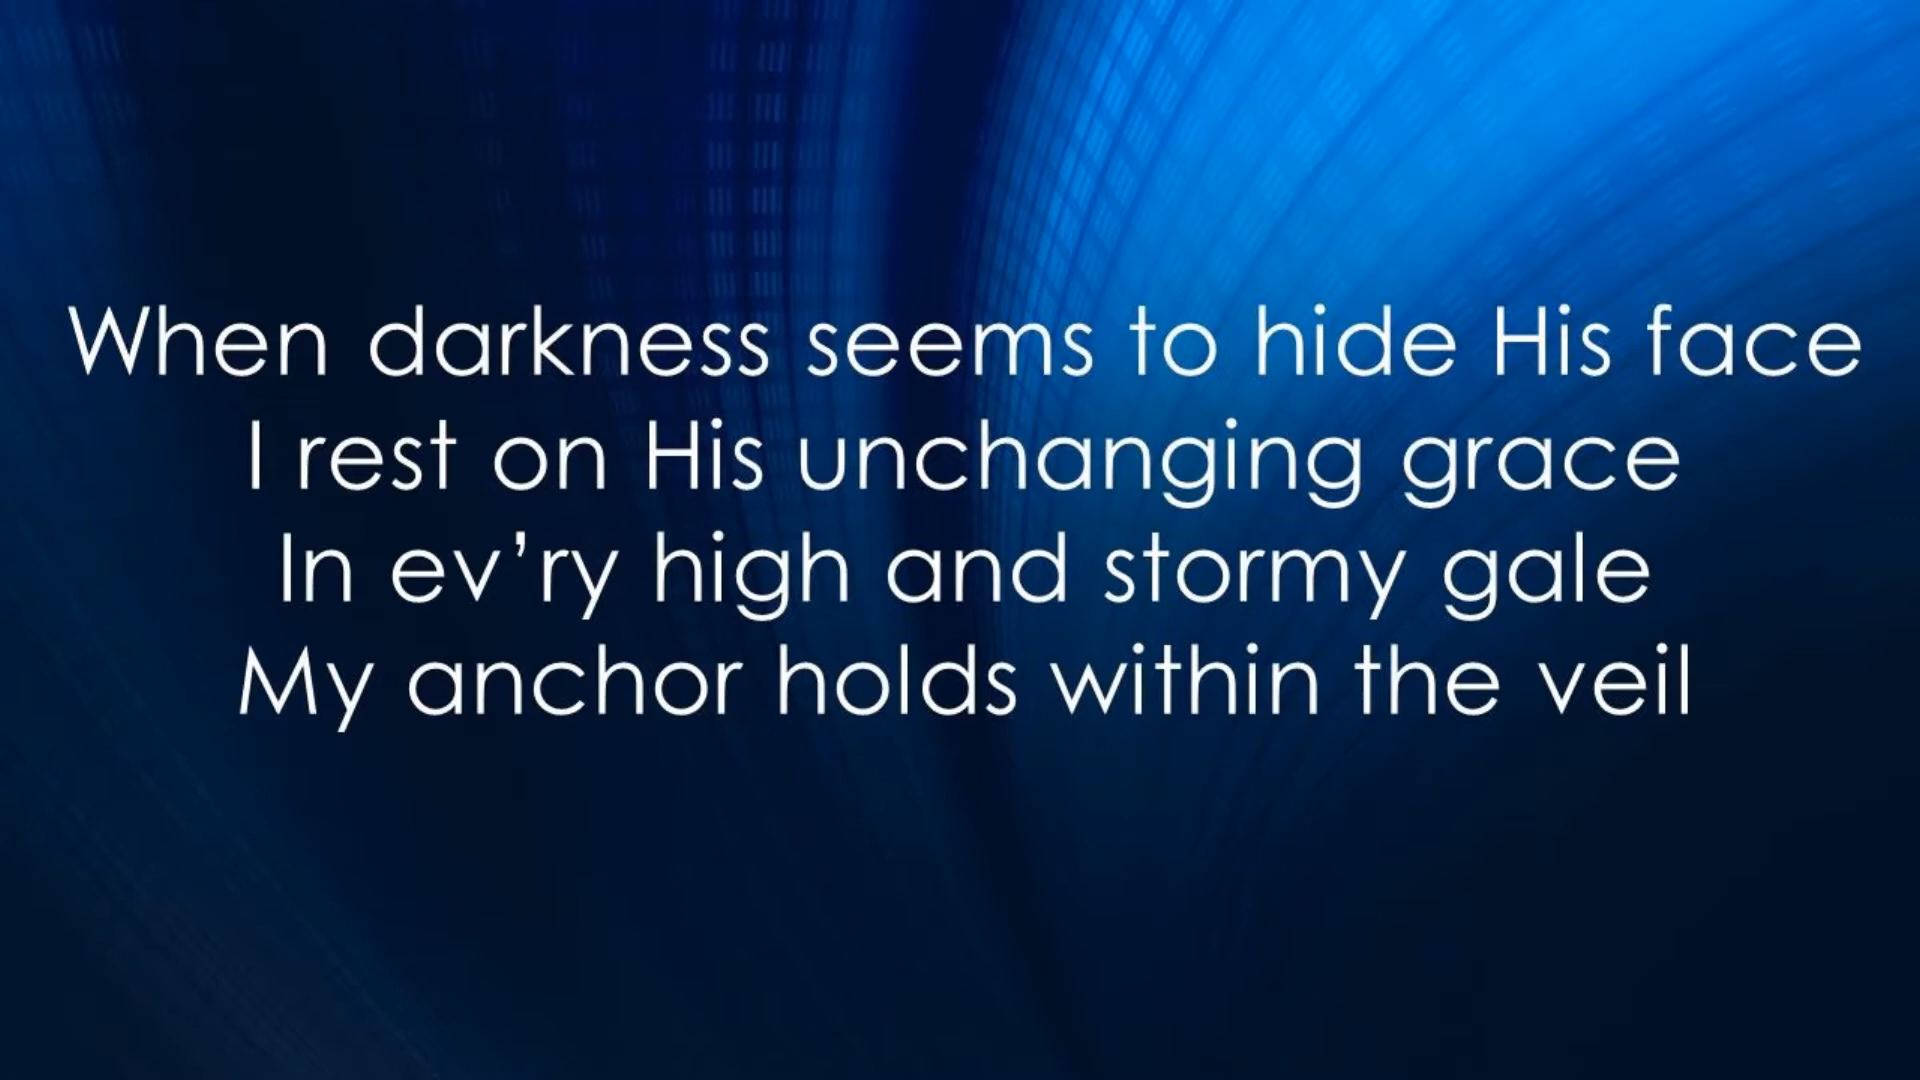 When darkness seems to hide His face
I rest on His unchanging grace
In ev’ry high and stormy gale
My anchor holds within the veil